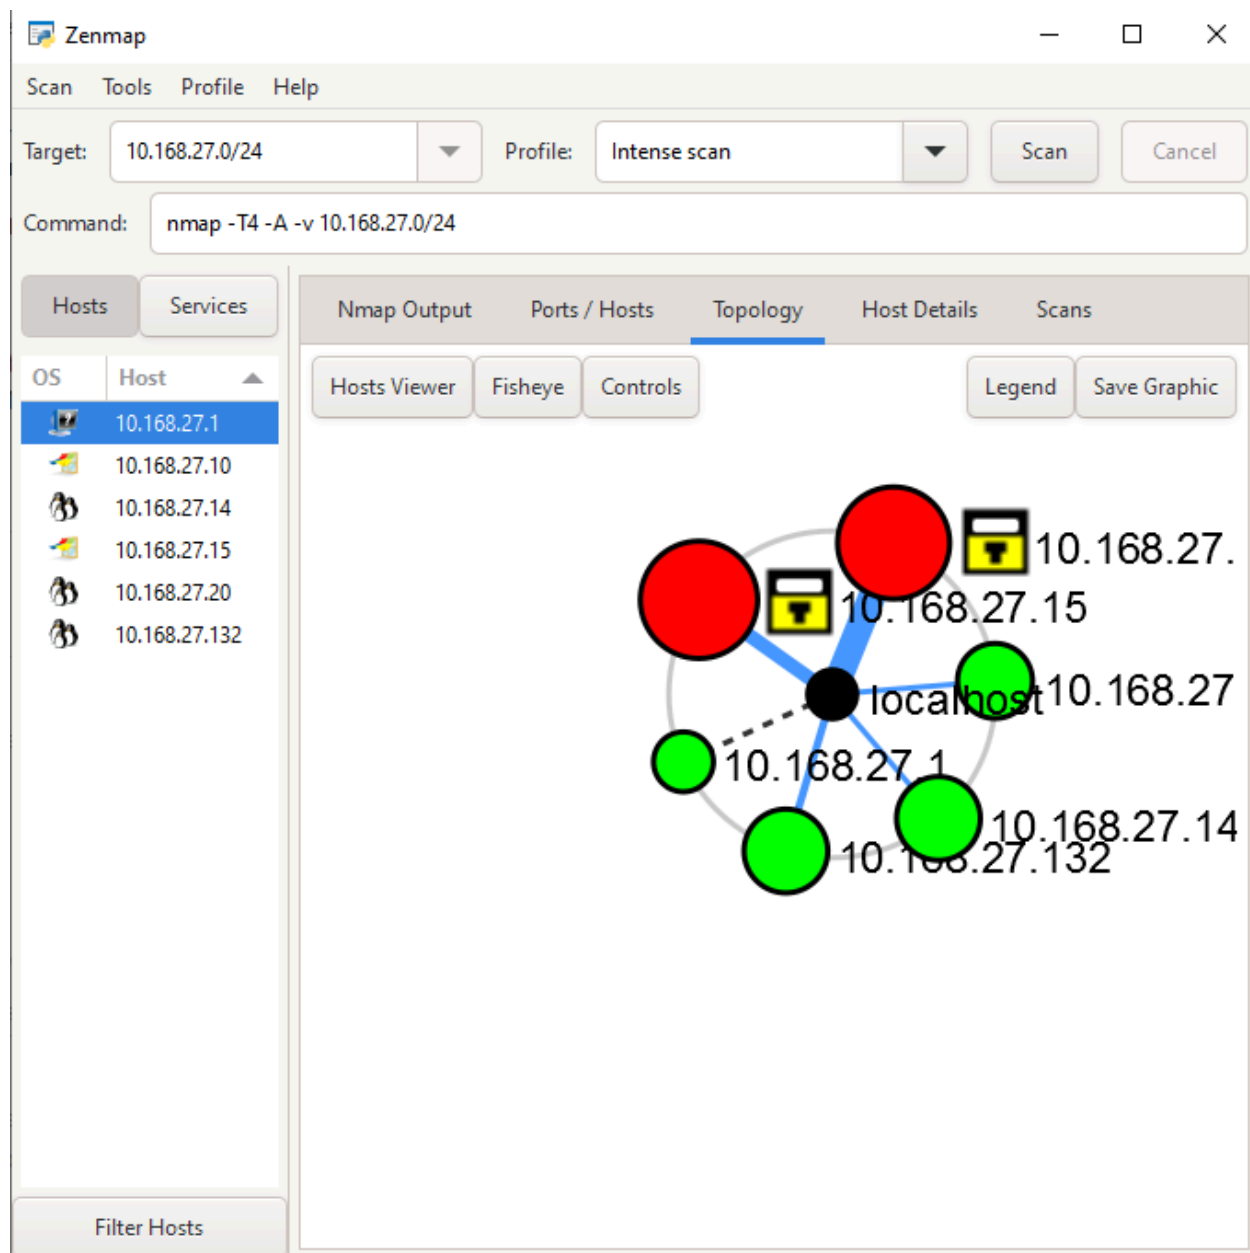 Zenmap
Scan Tools Profile Help
Target: 10.168.27.0/24 Profile: Intense scan Scan Cancel
Command: nmap -T4 -A -v 10.168.27.0/24
Hosts Services
Nmap Output Ports / Hosts Topology Host Details Scans
OS Host
Hosts Viewer Fisheye Controls Legend Save Graphic
10.168.27.1
10.168.27.10
10.168.27.14
10.168.27.15
10.168.27.20
10.168.27.132
10.168.27.
10.168.27.15
localhost
10.168.27
10.168.27.1
10.168.27.14
10.168.27.132
Filter Hosts